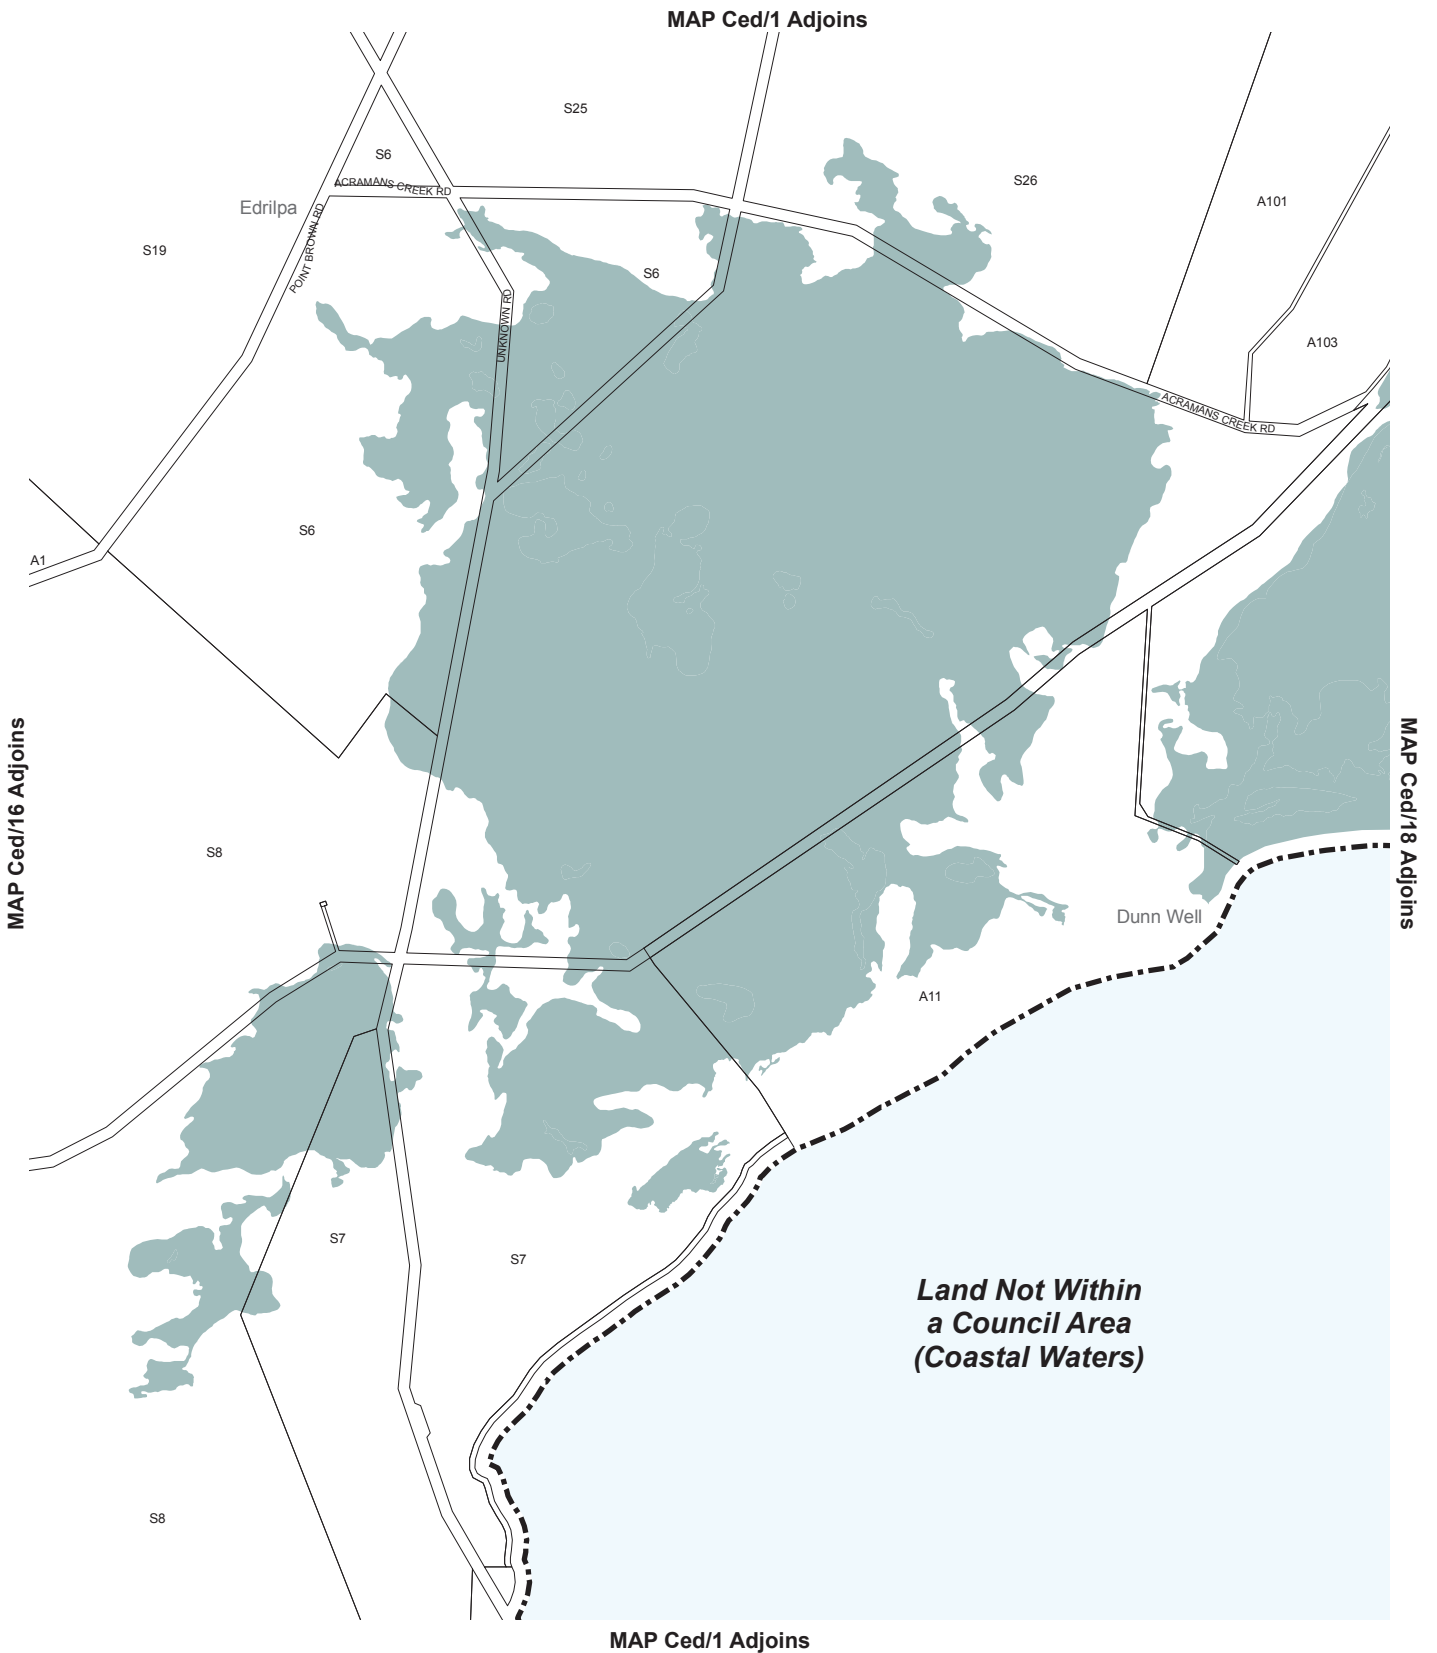 MAP Ced/1 Adjoins
S25
S6
ACRAMANS CREEK RD
S26
A101
Edrilpa
POINT BROWN RD
S19
S6
UNKNOWN RD
A103
ACRAMANS CREEK RD
S6
A1
MAP Ced/16 Adjoins
MAP Ced/18 Adjoins
S8
Dunn Well
A11
S7
S7
Land Not Within
a Council Area
(Coastal Waters)
S8
MAP Ced/1 Adjoins